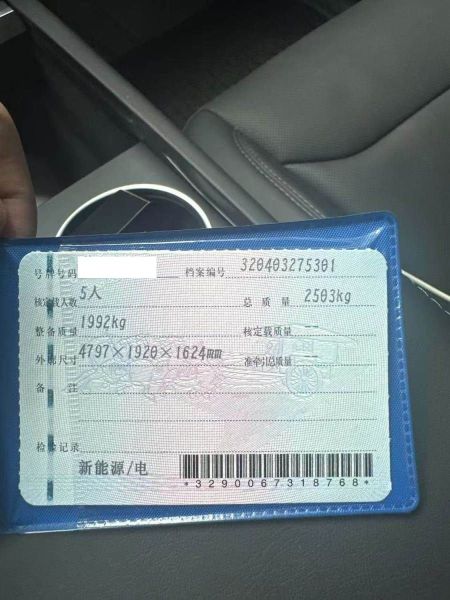 号牌号码 档案编号 320403275301
核定载人数 5人 总质量 2503kg
整备质量 1992kg 核定载质量 --
外廓尺寸 4797×1920×1624mm 准牵引总质量 --
备注
检验记录
新能源/电
*3290067318768*